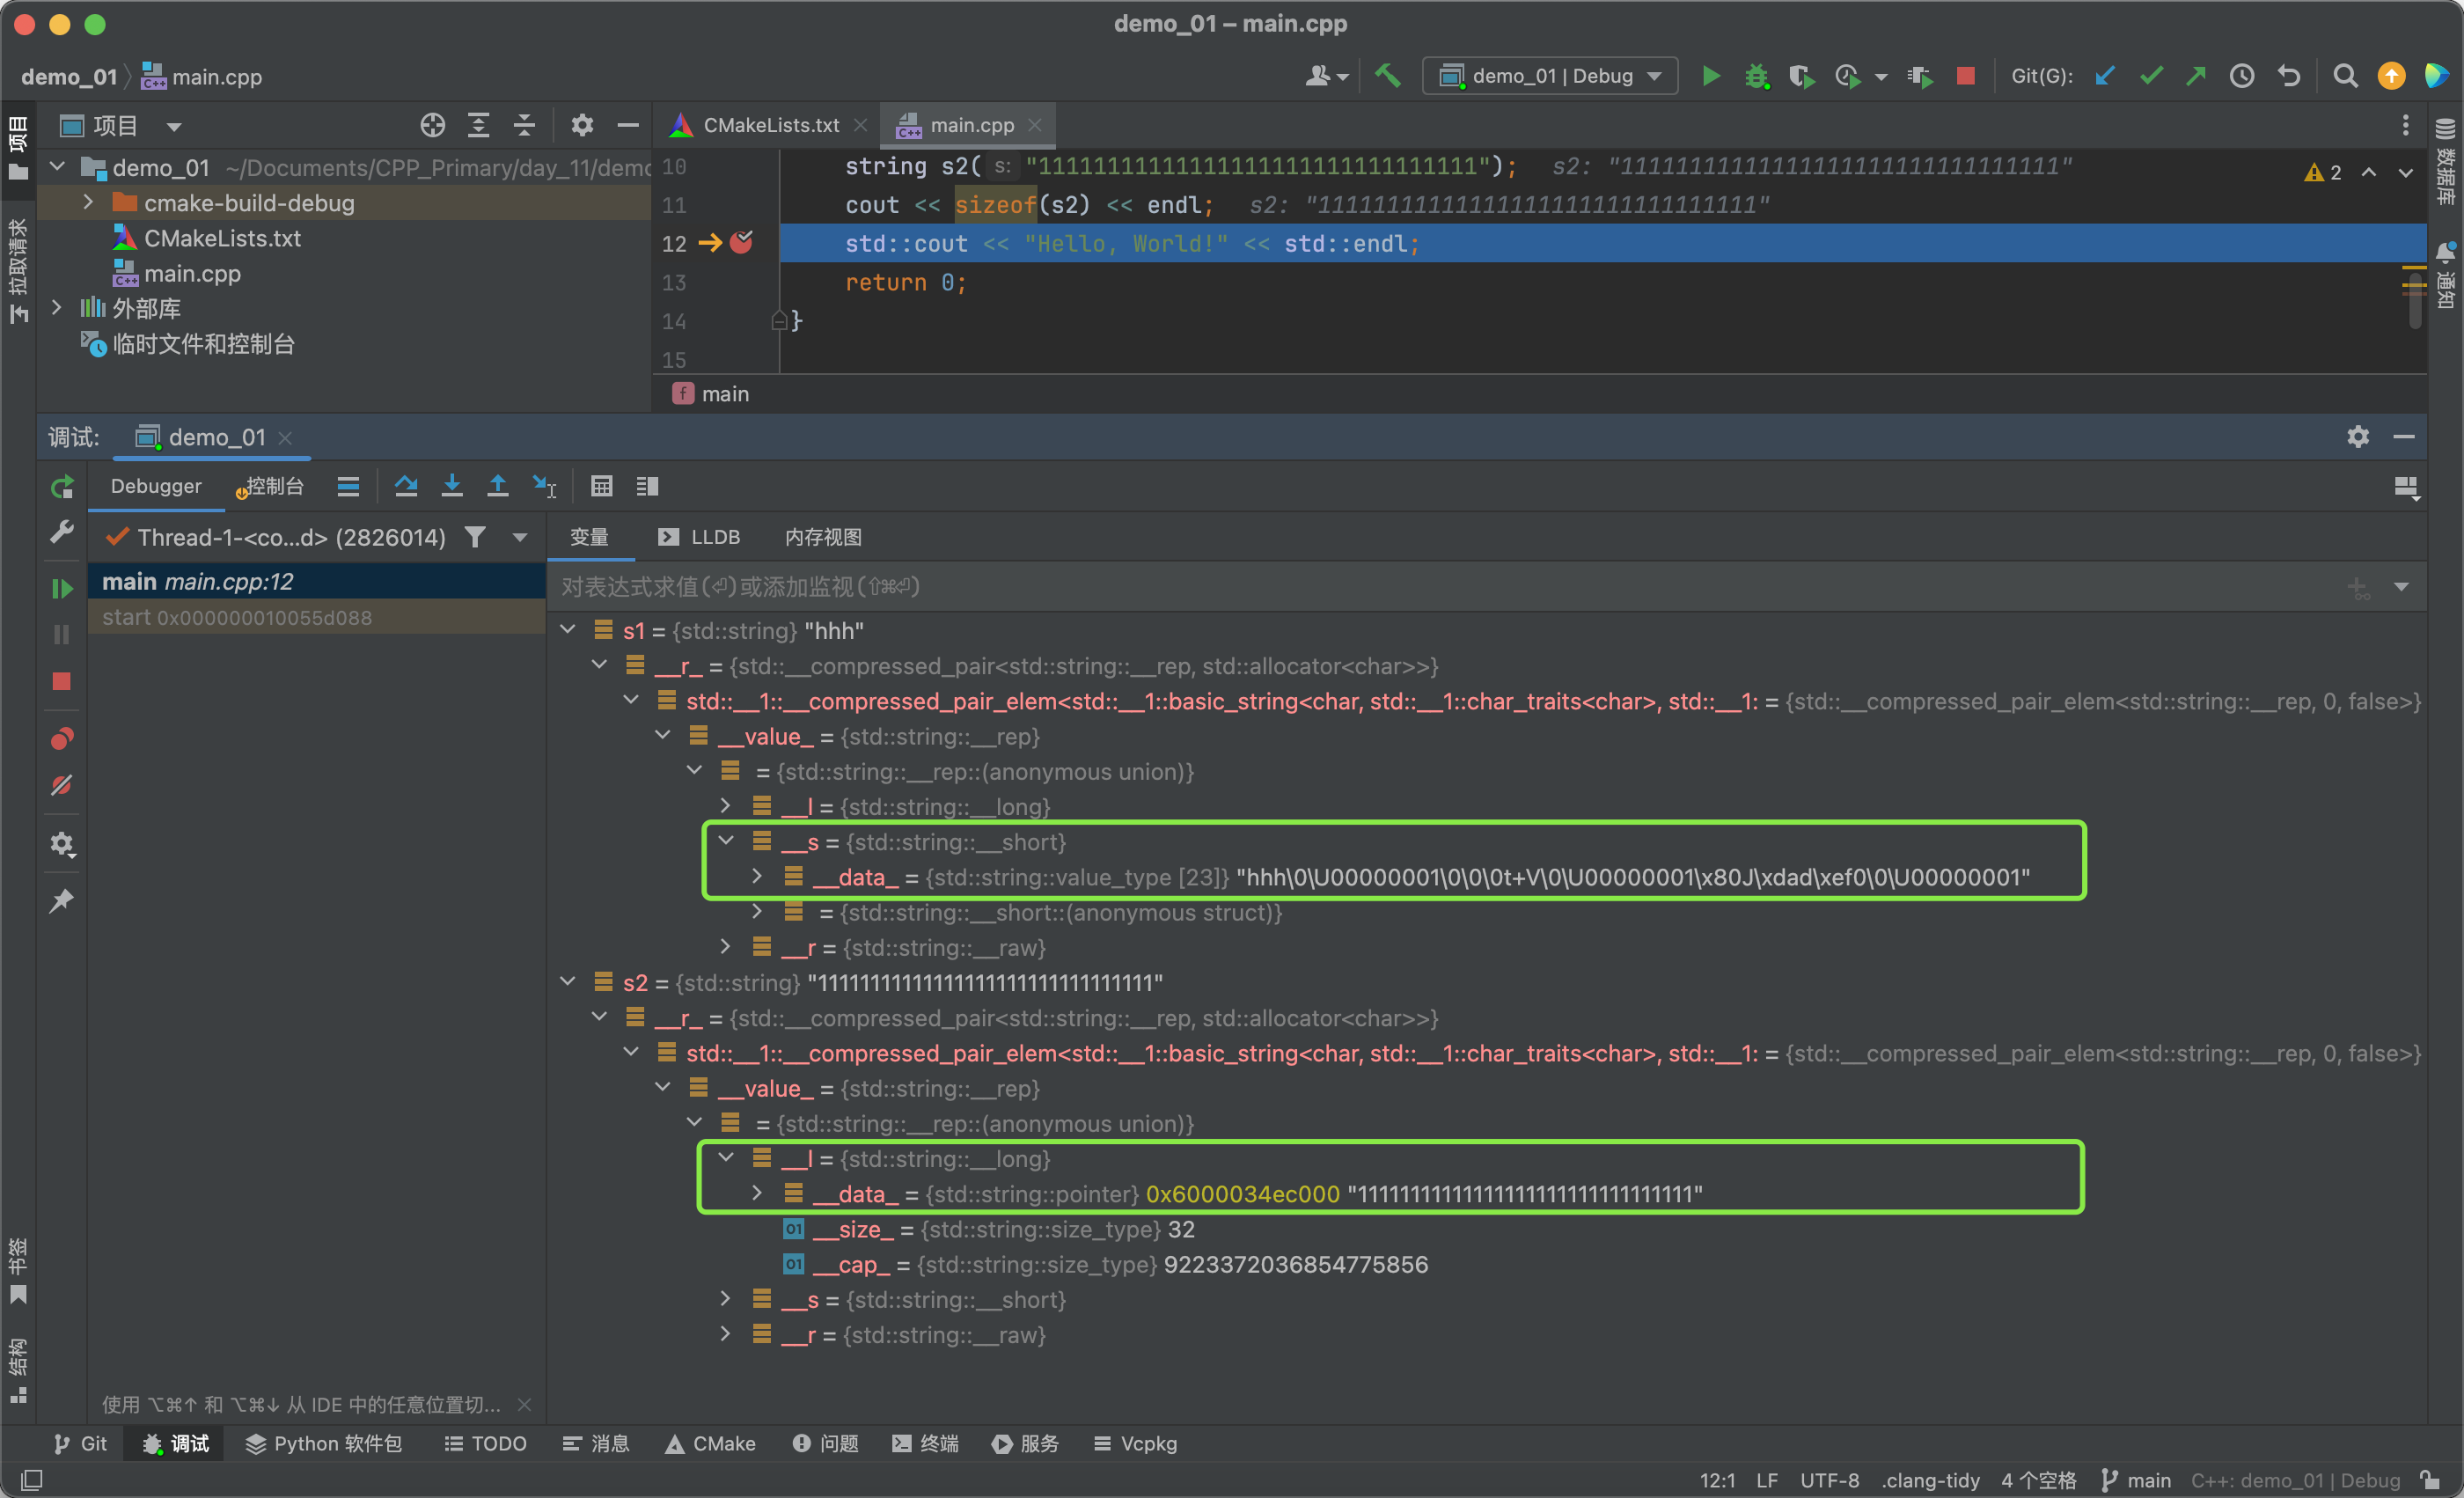 demo_01 – main.cpp
demo_01 main.cpp
demo_01 | Debug
Git(G):
项目
拉取请求
书签
结构
项目
demo_01 ~/Documents/CPP_Primary/day_11/demo
cmake-build-debug
CMakeLists.txt
main.cpp
外部库
临时文件和控制台
CMakeLists.txt main.cpp
10 string s2( s: "11111111111111111111111111111111"); s2: "11111111111111111111111111111111"
11 cout << sizeof(s2) << endl; s2: "11111111111111111111111111111111"
12 std::cout << "Hello, World!" << std::endl;
13 return 0;
14 }
15
2
main
数据库
通知
调试: demo_01
Debugger 控制台
Thread-1-<co...d> (2826014)
main main.cpp:12
start 0x000000010055d088
变量 LLDB 内存视图
对表达式求值(⏎)或添加监视(⇧⌘⏎)
s1 = {std::string} "hhh"
__r_ = {std::__compressed_pair<std::string::__rep, std::allocator<char>>}
std::__1::__compressed_pair_elem<std::__1::basic_string<char, std::__1::char_traits<char>, std::__1: = {std::__compressed_pair_elem<std::string::__rep, 0, false>}
__value_ = {std::string::__rep}
= {std::string::__rep::(anonymous union)}
__l = {std::string::__long}
__s = {std::string::__short}
__data_ = {std::string::value_type [23]} "hhh\0\U00000001\0\0\0t+V\0\U00000001\x80J\xdad\xef0\0\U00000001"
= {std::string::__short::(anonymous struct)}
__r = {std::string::__raw}
s2 = {std::string} "11111111111111111111111111111111"
__r_ = {std::__compressed_pair<std::string::__rep, std::allocator<char>>}
std::__1::__compressed_pair_elem<std::__1::basic_string<char, std::__1::char_traits<char>, std::__1: = {std::__compressed_pair_elem<std::string::__rep, 0, false>}
__value_ = {std::string::__rep}
= {std::string::__rep::(anonymous union)}
__l = {std::string::__long}
__data_ = {std::string::pointer} 0x6000034ec000 "11111111111111111111111111111111"
__size_ = {std::string::size_type} 32
__cap_ = {std::string::size_type} 9223372036854775856
__s = {std::string::__short}
__r = {std::string::__raw}
使用 ⌥⌘↑ 和 ⌥⌘↓ 从 IDE 中的任意位置切...
Git 调试 Python 软件包 TODO 消息 CMake 问题 终端 服务 Vcpkg
12:1 LF UTF-8 .clang-tidy 4 个空格 main C++: demo_01 | Debug